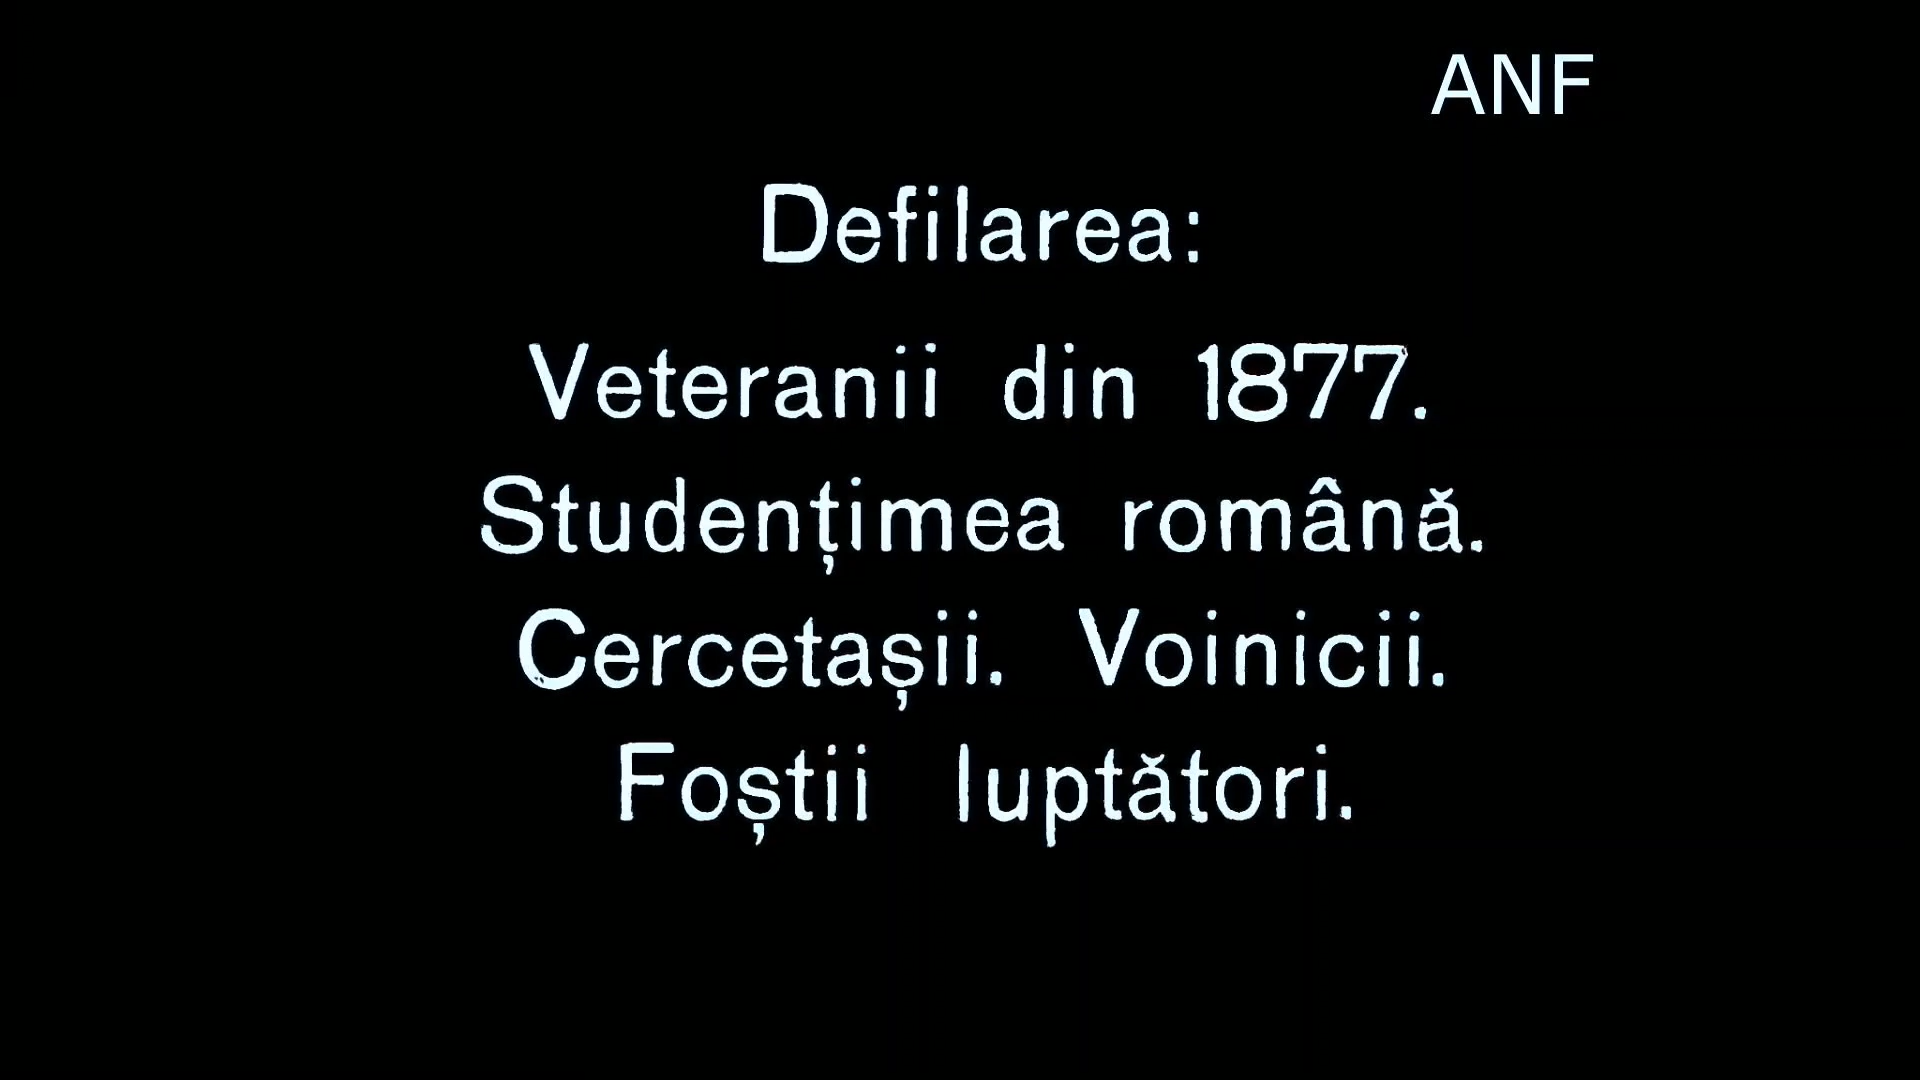 ANF
Defilarea:
Veteranii din 1877.
Studențimea română.
Cercetașii. Voinicii.
Foștii luptători.